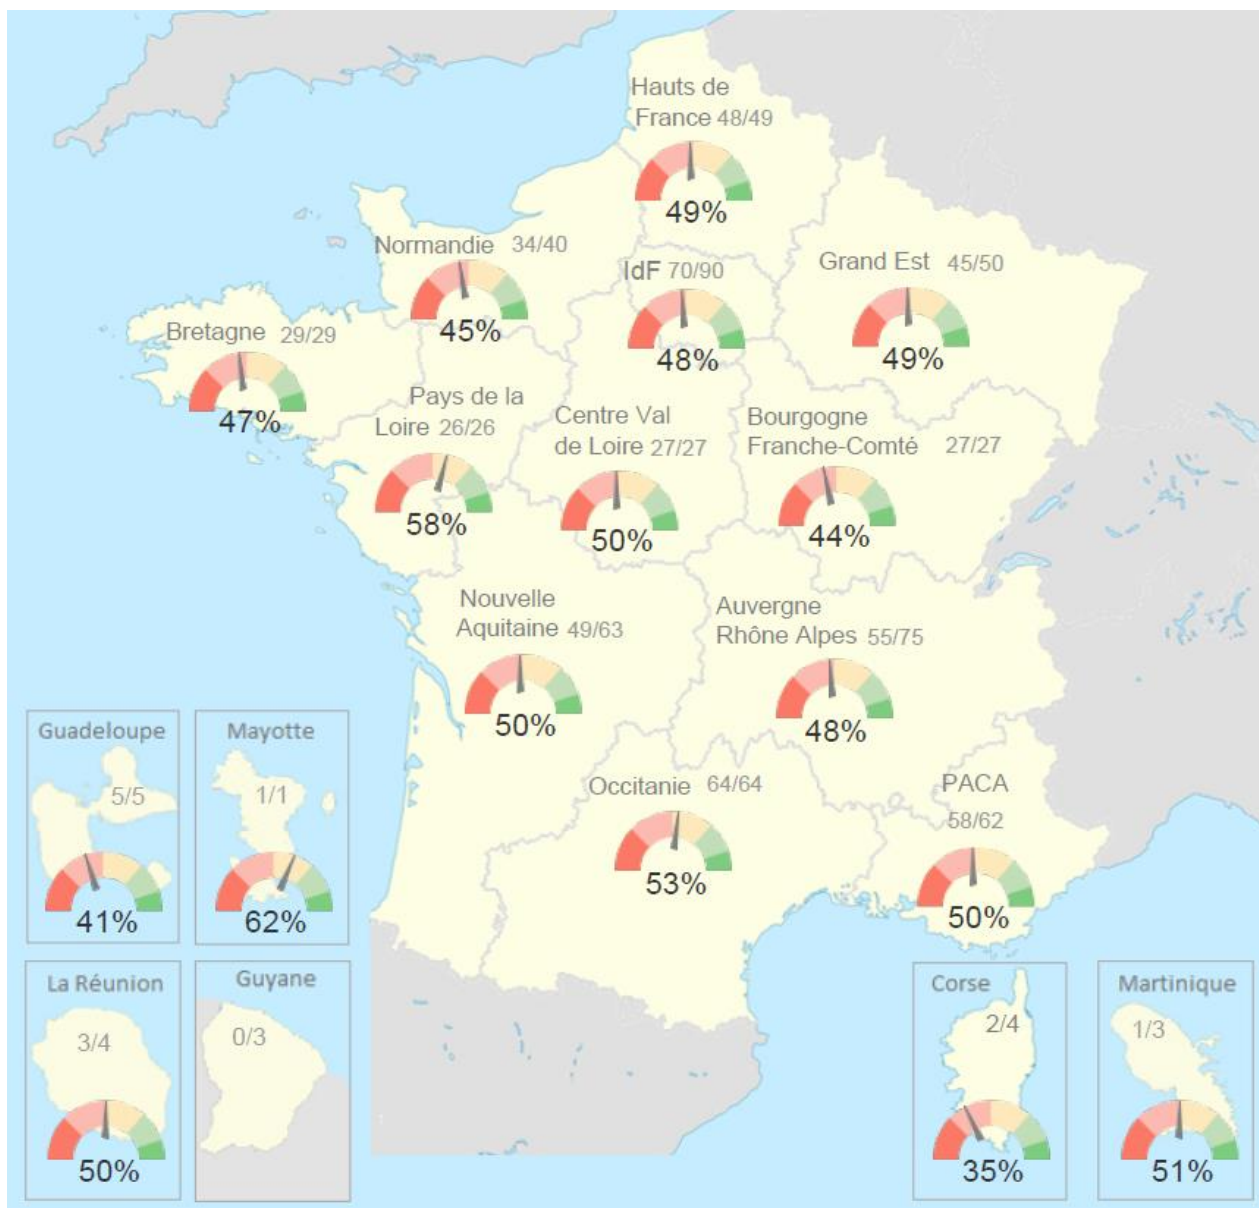 Hauts de
France 48/49
49%
Normandie 34/40
45%
IdF 70/90
48%
Grand Est 45/50
49%
Bretagne 29/29
47%
Pays de la
Loire 26/26
58%
Centre Val
de Loire 27/27
50%
Bourgogne
Franche-Comté 27/27
44%
Nouvelle
Aquitaine 49/63
50%
Auvergne
Rhône Alpes 55/75
48%
Occitanie 64/64
53%
PACA
58/62
50%
Guadeloupe
5/5
41%
Mayotte
1/1
62%
La Réunion
3/4
50%
Guyane
0/3
Corse
2/4
35%
Martinique
1/3
51%